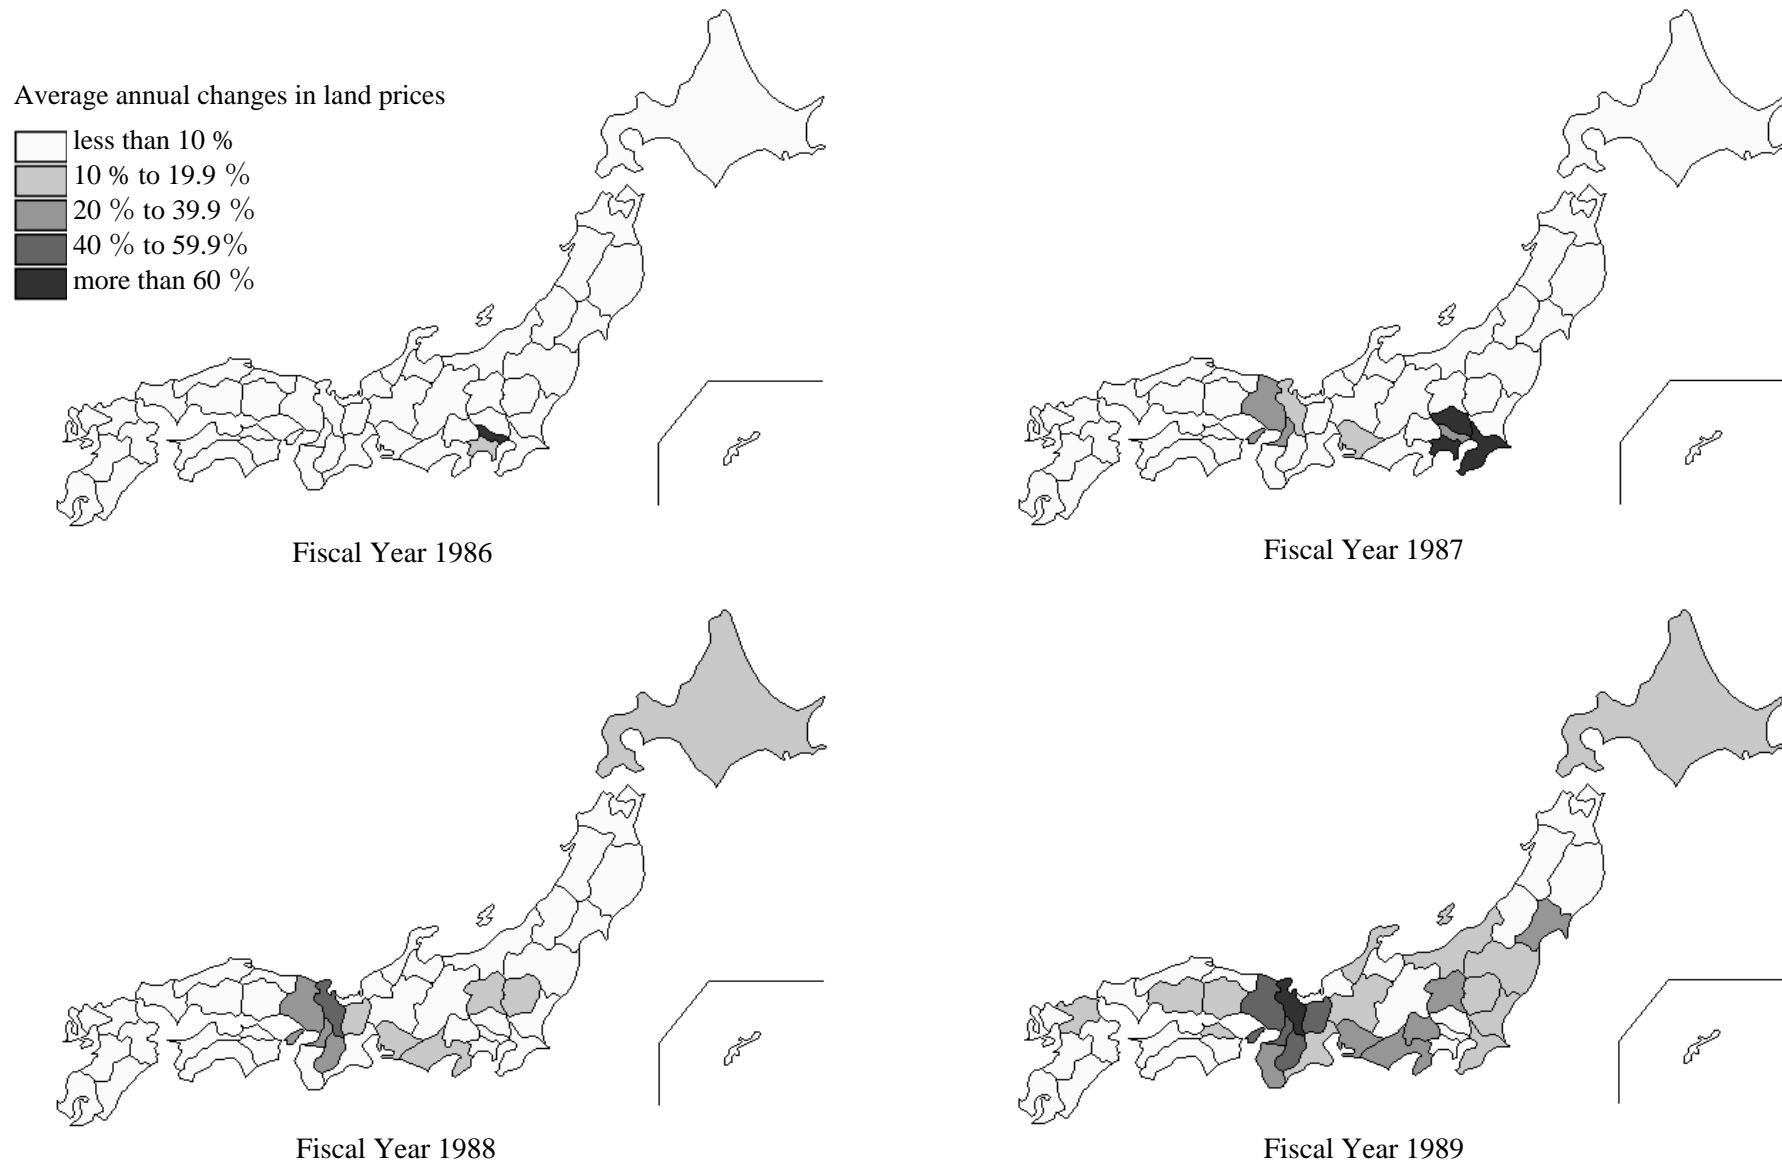 Average annual changes in land prices
less than 10 %
10 % to 19.9 %
20 % to 39.9 %
40 % to 59.9%
more than 60 %
Fiscal Year 1986
Fiscal Year 1987
Fiscal Year 1988
Fiscal Year 1989